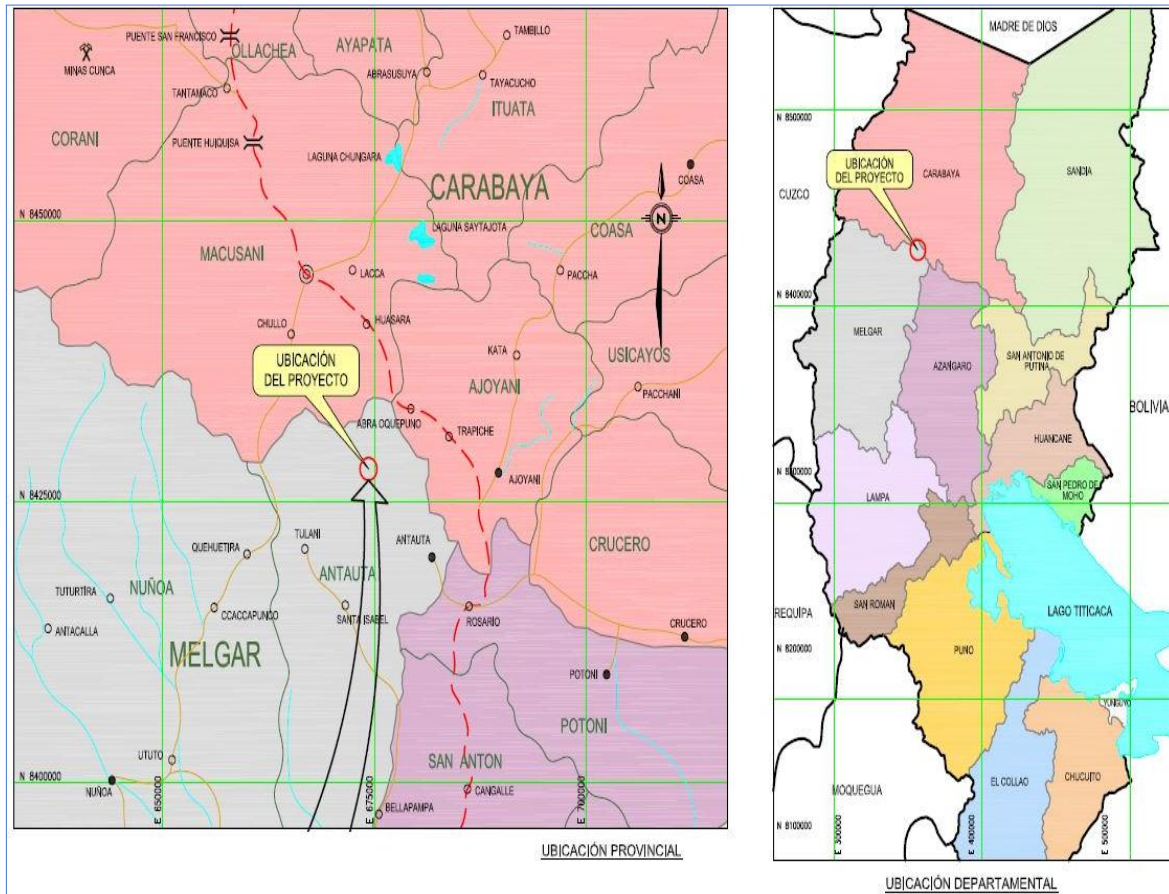 PUENTE SAN FRANCISCO
OLLACHEA
AYAPATA
TAMBILLO
MINAS CUNCA
ABRASUSUYA
TAYACUCHO
TANTAMACO
ITUATA
CORANI
PUENTE HUIQUISA
LAGUNA CHUNGARA
CARABAYA
COASA
N 8450000
N
LAGUNA SAYTAJOTA
COASA
MACUSANI
LACCA
PACCHA
CHULLO
HUASARA
UBICACIÓN
DEL PROYECTO
KATA
USICAYOS
AJOYANI
PACCHANI
ABRA OQUEPUNO
TRAPICHE
AJOYANI
N 8425000
QUEHUETIRA
TULANI
ANTAUTA
CRUCERO
NUÑOA
ANTAUTA
TUTURTIRA
CCACCAPUNCO
SANTA ISABEL
ROSARIO
ANTACALLA
CRUCERO
MELGAR
POTONI
POTONI
UTUTO
SAN ANTON
N 8400000
NUÑOA
E 650000
E 675000
CANGALLE
E 700000
BELLAPAMPA
UBICACIÓN PROVINCIAL
MADRE DE DÍOS
N 8500000
UBICACIÓN
DEL PROYECTO
CARABAYA
SANDIA
CUZCO
N 8400000
MELGAR
AZANGARO
SAN ANTONIO DE
PUTINA
BOLIVIA
HUANCANE
LAMPA
SAN PEDRO DE
MOHO
SAN ROMAN
LAGO TITICACA
REQUIPA
N 8200000
PUNO
YUNGUYO
EL COLLAO
CHUCUITO
MOQUEGUA
N 8100000
E 300000
E 400000
E 500000
UBICACIÓN DEPARTAMENTAL